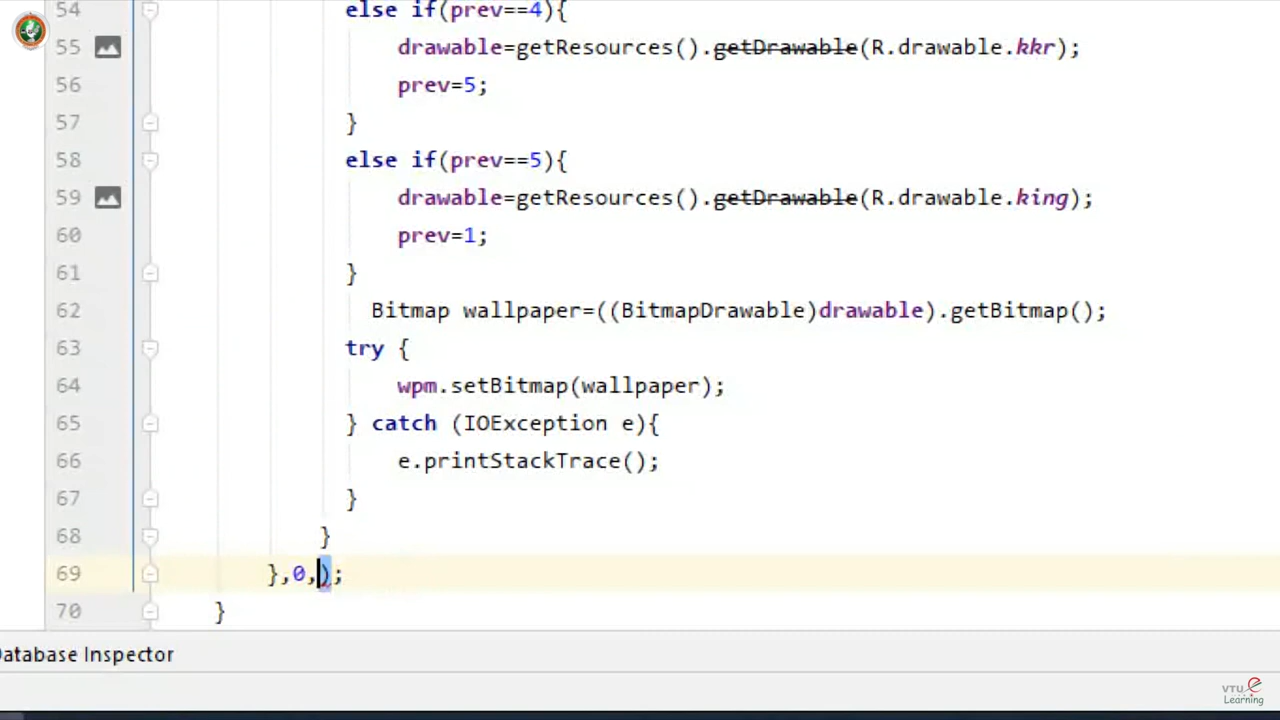 54 else if(prev==4){
55 drawable=getResources().getDrawable(R.drawable.kkr);
56 prev=5;
57 }
58 else if(prev==5){
59 drawable=getResources().getDrawable(R.drawable.king);
60 prev=1;
61 }
62 Bitmap wallpaper=((BitmapDrawable)drawable).getBitmap();
63 try {
64 wpm.setBitmap(wallpaper);
65 } catch (IOException e){
66 e.printStackTrace();
67 }
68 }
69 },0,);
70 }
atabase Inspector
VTU e
Learning